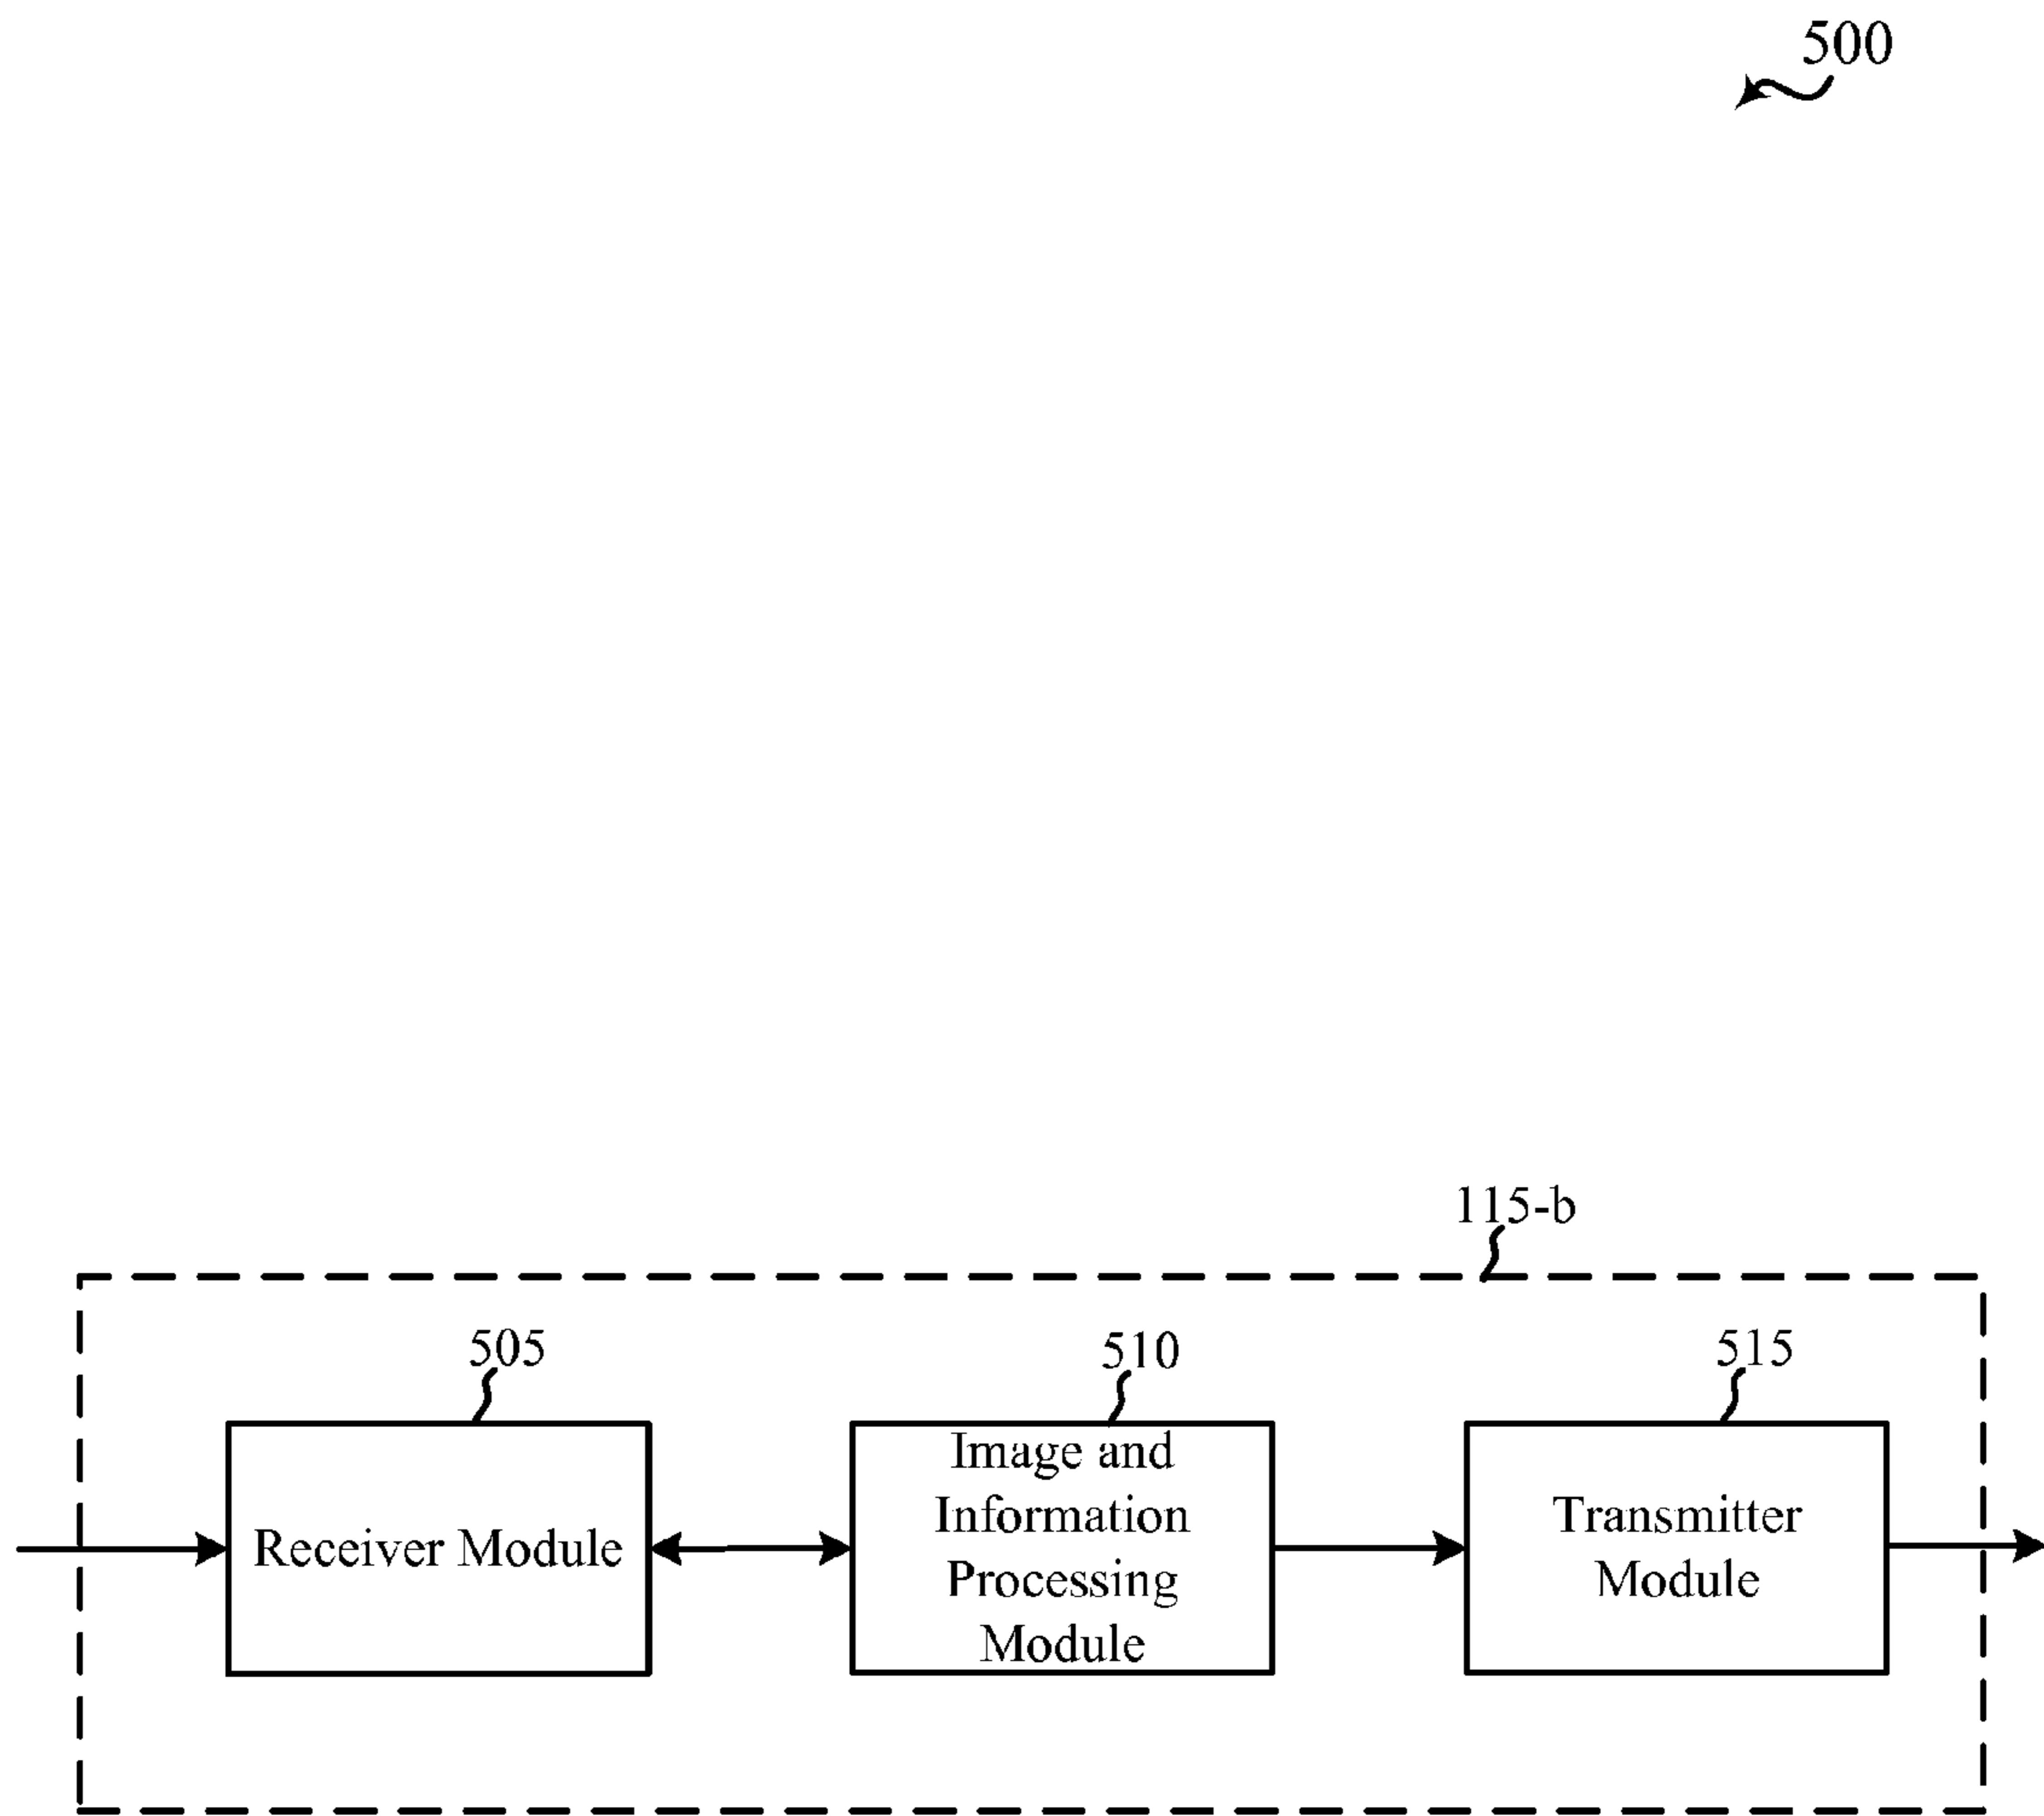 500
115-b
505
510
515
Receiver Module
Image and
Information
Processing
Module
Transmitter
Module